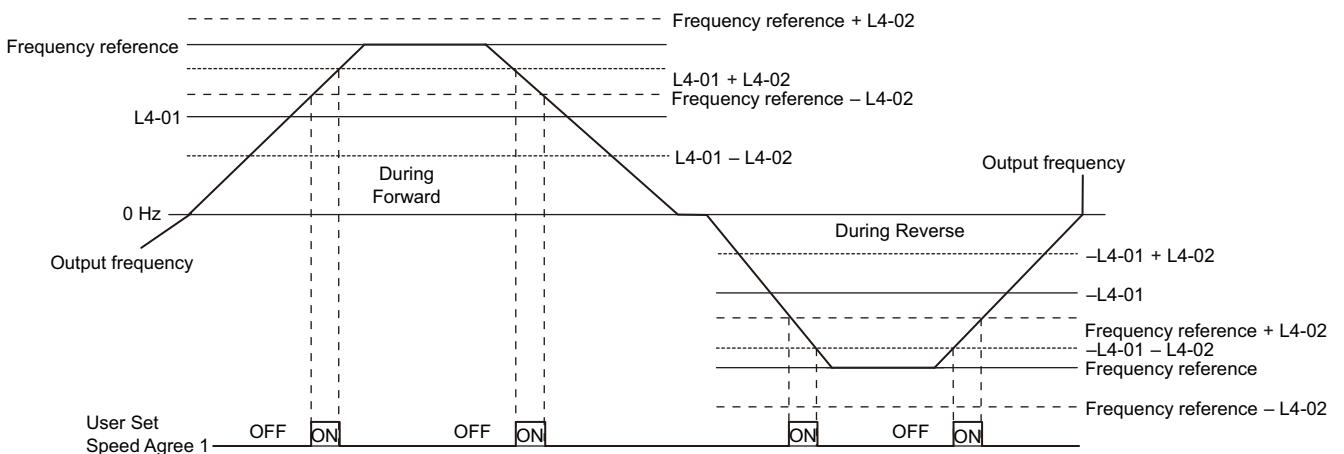 Frequency reference + L4-02
Frequency reference
L4-01 + L4-02
Frequency reference – L4-02
L4-01
L4-01 – L4-02
During
Forward
Output frequency
0 Hz
During Reverse
Output frequency
–L4-01 + L4-02
–L4-01
Frequency reference + L4-02
–L4-01 – L4-02
Frequency reference
Frequency reference – L4-02
User Set
Speed Agree 1
OFF
ON
OFF
ON
ON
OFF
ON